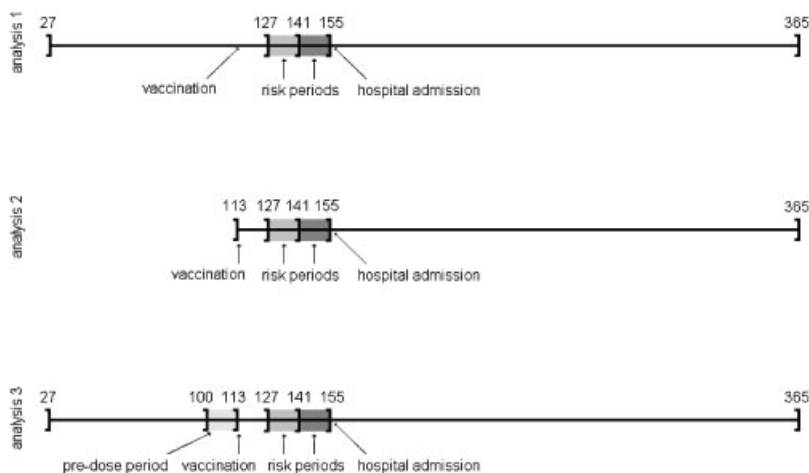 analysis 1
27 127 141 155 365
vaccination risk periods hospital admission
analysis 2
113 127 141 155 365
vaccination risk periods hospital admission
analysis 3
27 100 113 127 141 155 365
pre-dose period vaccination risk periods hospital admission